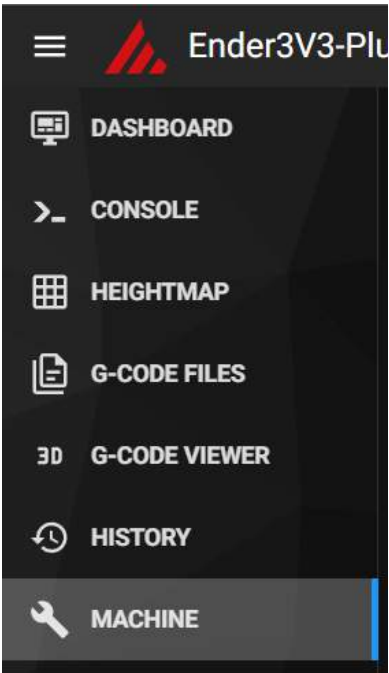 Ender3V3-Plu
DASHBOARD
CONSOLE
HEIGHTMAP
G-CODE FILES
3D G-CODE VIEWER
HISTORY
MACHINE